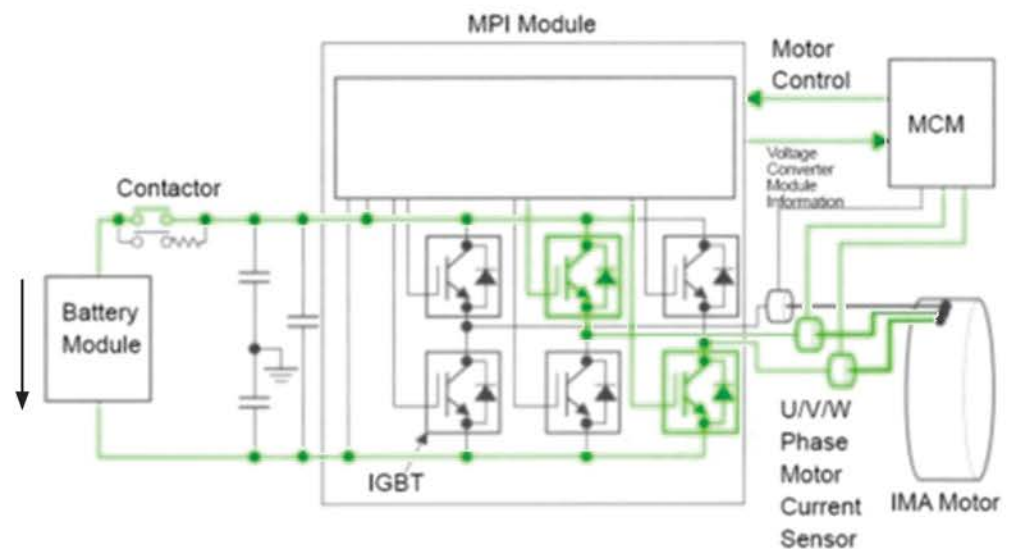 MPI Module
Motor
Control
MCM
Voltage
Converter
Module
Information
Contactor
Battery
Module
IGBT
U/V/W
Phase
Motor
Current
Sensor
IMA Motor